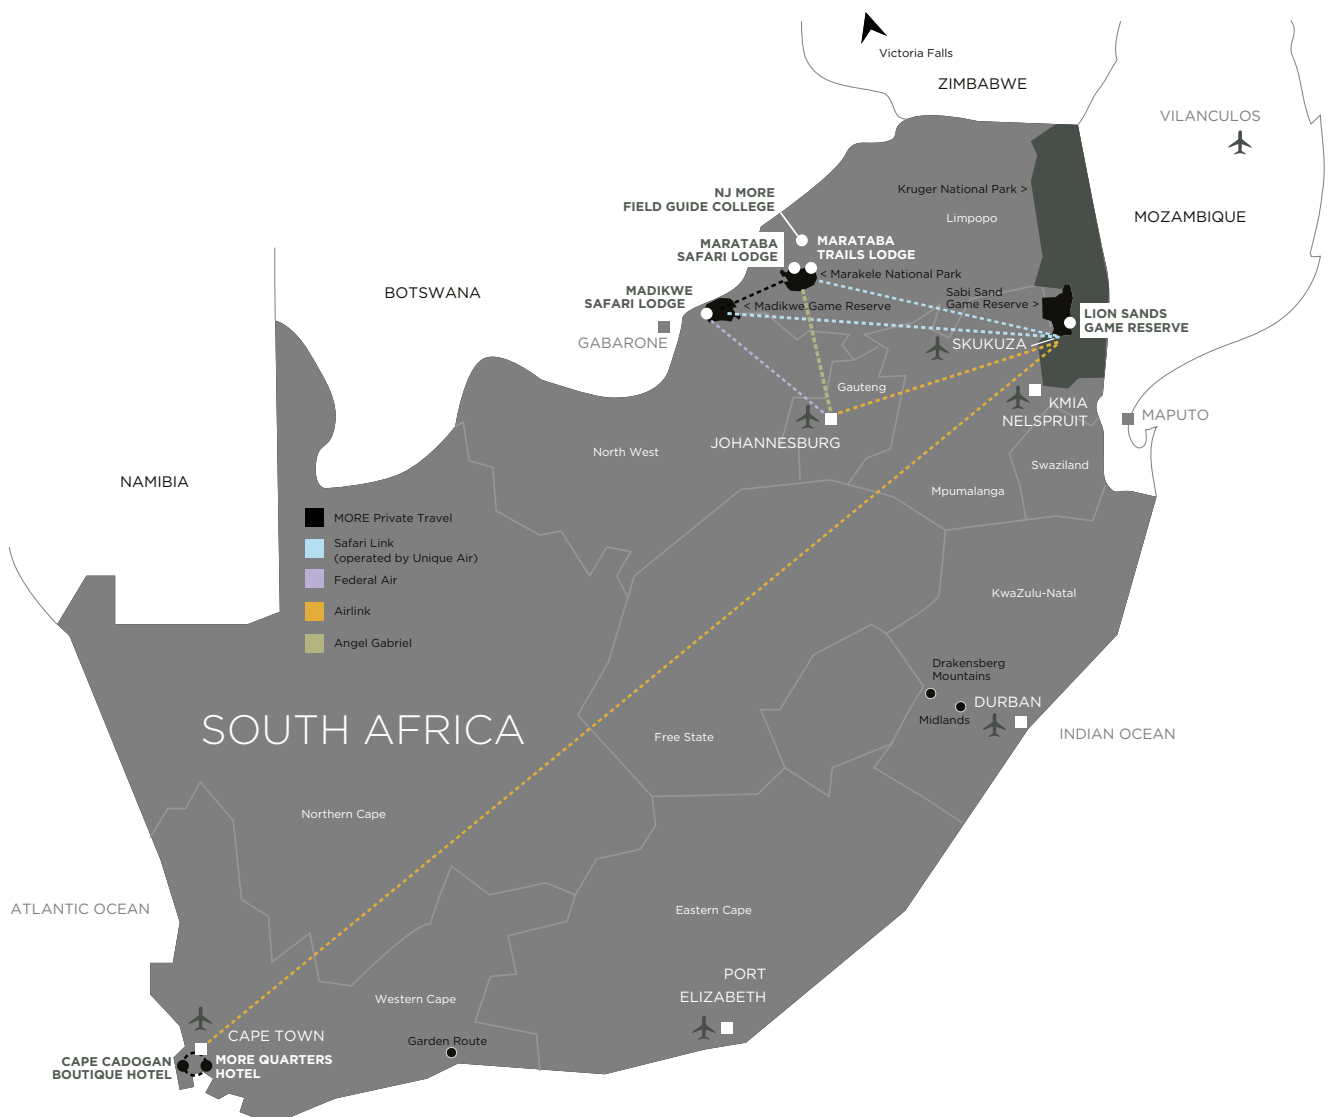 Victoria Falls
ZIMBABWE
VILANCULOS
NJ MORE
FIELD GUIDE COLLEGE
Kruger National Park >
Limpopo
MOZAMBIQUE
MARATABA
SAFARI LODGE
MARATABA
TRAILS LODGE
< Marakele National Park
BOTSWANA
MADIKWE
SAFARI LODGE
< Madikwe Game Reserve
Sabi Sand
Game Reserve >
LION SANDS
GAME RESERVE
GABARONE
SKUKUZA
Gauteng
KMIA
NELSPRUIT
MAPUTO
JOHANNESBURG
North West
Swaziland
Mpumalanga
NAMIBIA
MORE Private Travel
Safari Link
(operated by Unique Air)
Federal Air
Airlink
Angel Gabriel
KwaZulu-Natal
Drakensberg
Mountains
DURBAN
Midlands
INDIAN OCEAN
SOUTH AFRICA
Free State
Northern Cape
ATLANTIC OCEAN
Eastern Cape
PORT
ELIZABETH
Western Cape
Garden Route
CAPE TOWN
CAPE CADOGAN
BOUTIQUE HOTEL
MORE QUARTERS
HOTEL